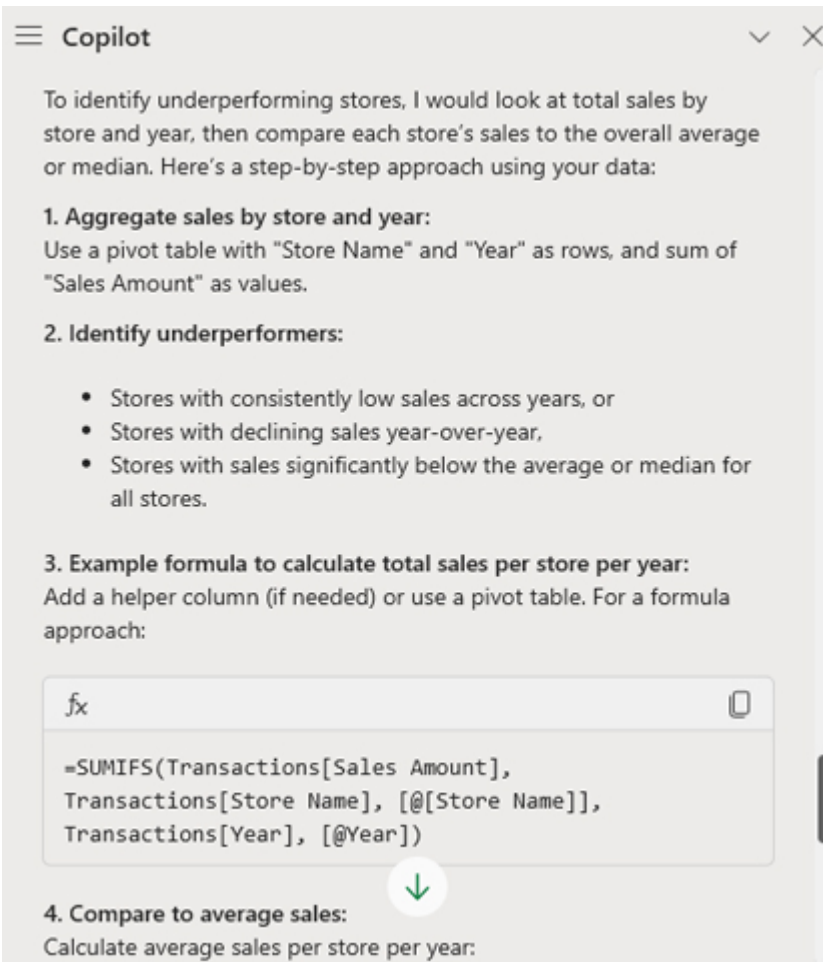 Copilot
To identify underperforming stores, I would look at total sales by
store and year, then compare each store’s sales to the overall average
or median. Here’s a step-by-step approach using your data:
1. Aggregate sales by store and year:
Use a pivot table with "Store Name" and "Year" as rows, and sum of
"Sales Amount" as values.
2. Identify underperformers:
• Stores with consistently low sales across years, or
• Stores with declining sales year-over-year,
• Stores with sales significantly below the average or median for
all stores.
3. Example formula to calculate total sales per store per year:
Add a helper column (if needed) or use a pivot table. For a formula
approach:
fx
=SUMIFS(Transactions[Sales Amount],
Transactions[Store Name], [@[Store Name]],
Transactions[Year], [@Year])
4. Compare to average sales:
Calculate average sales per store per year: